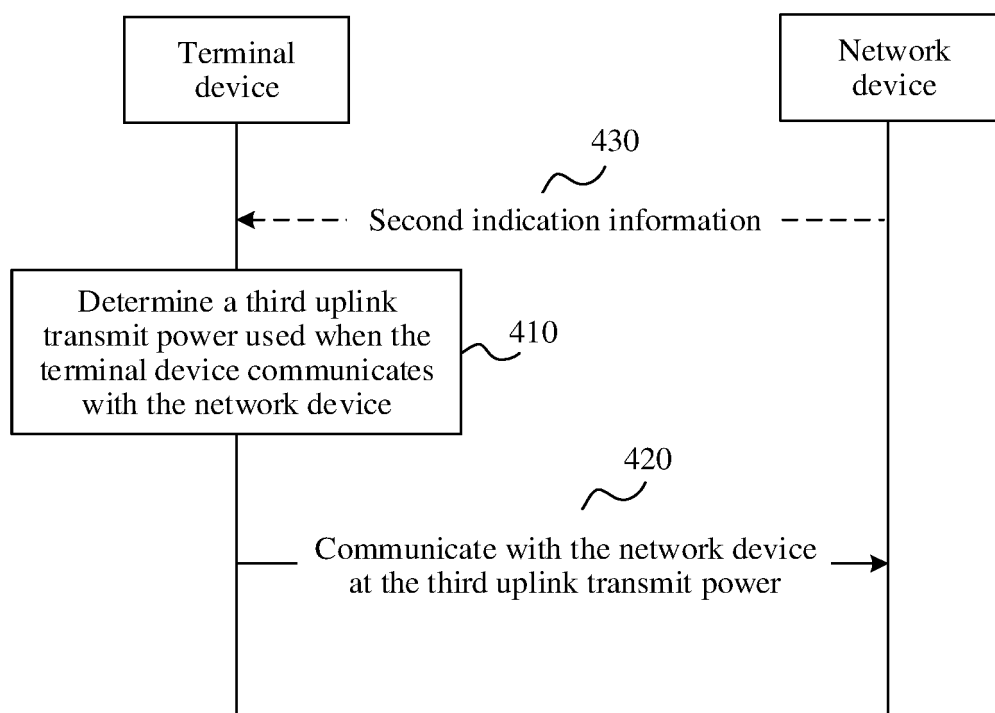 Terminal
device
Network
device
430
Second indication information
Determine a third uplink
transmit power used when the
terminal device communicates
with the network device
410
420
Communicate with the network device
at the third uplink transmit power